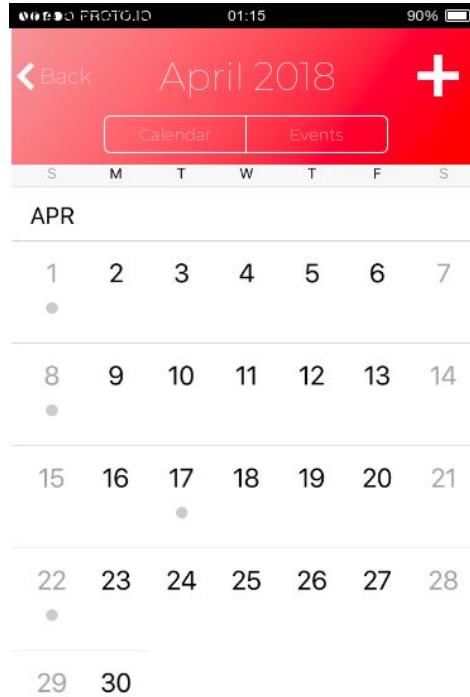 PROTO.IO 01:15 90%
Back April 2018
Calendar Events
S M T W T F S
APR
1 2 3 4 5 6 7
8 9 10 11 12 13 14
15 16 17 18 19 20 21
22 23 24 25 26 27 28
29 30